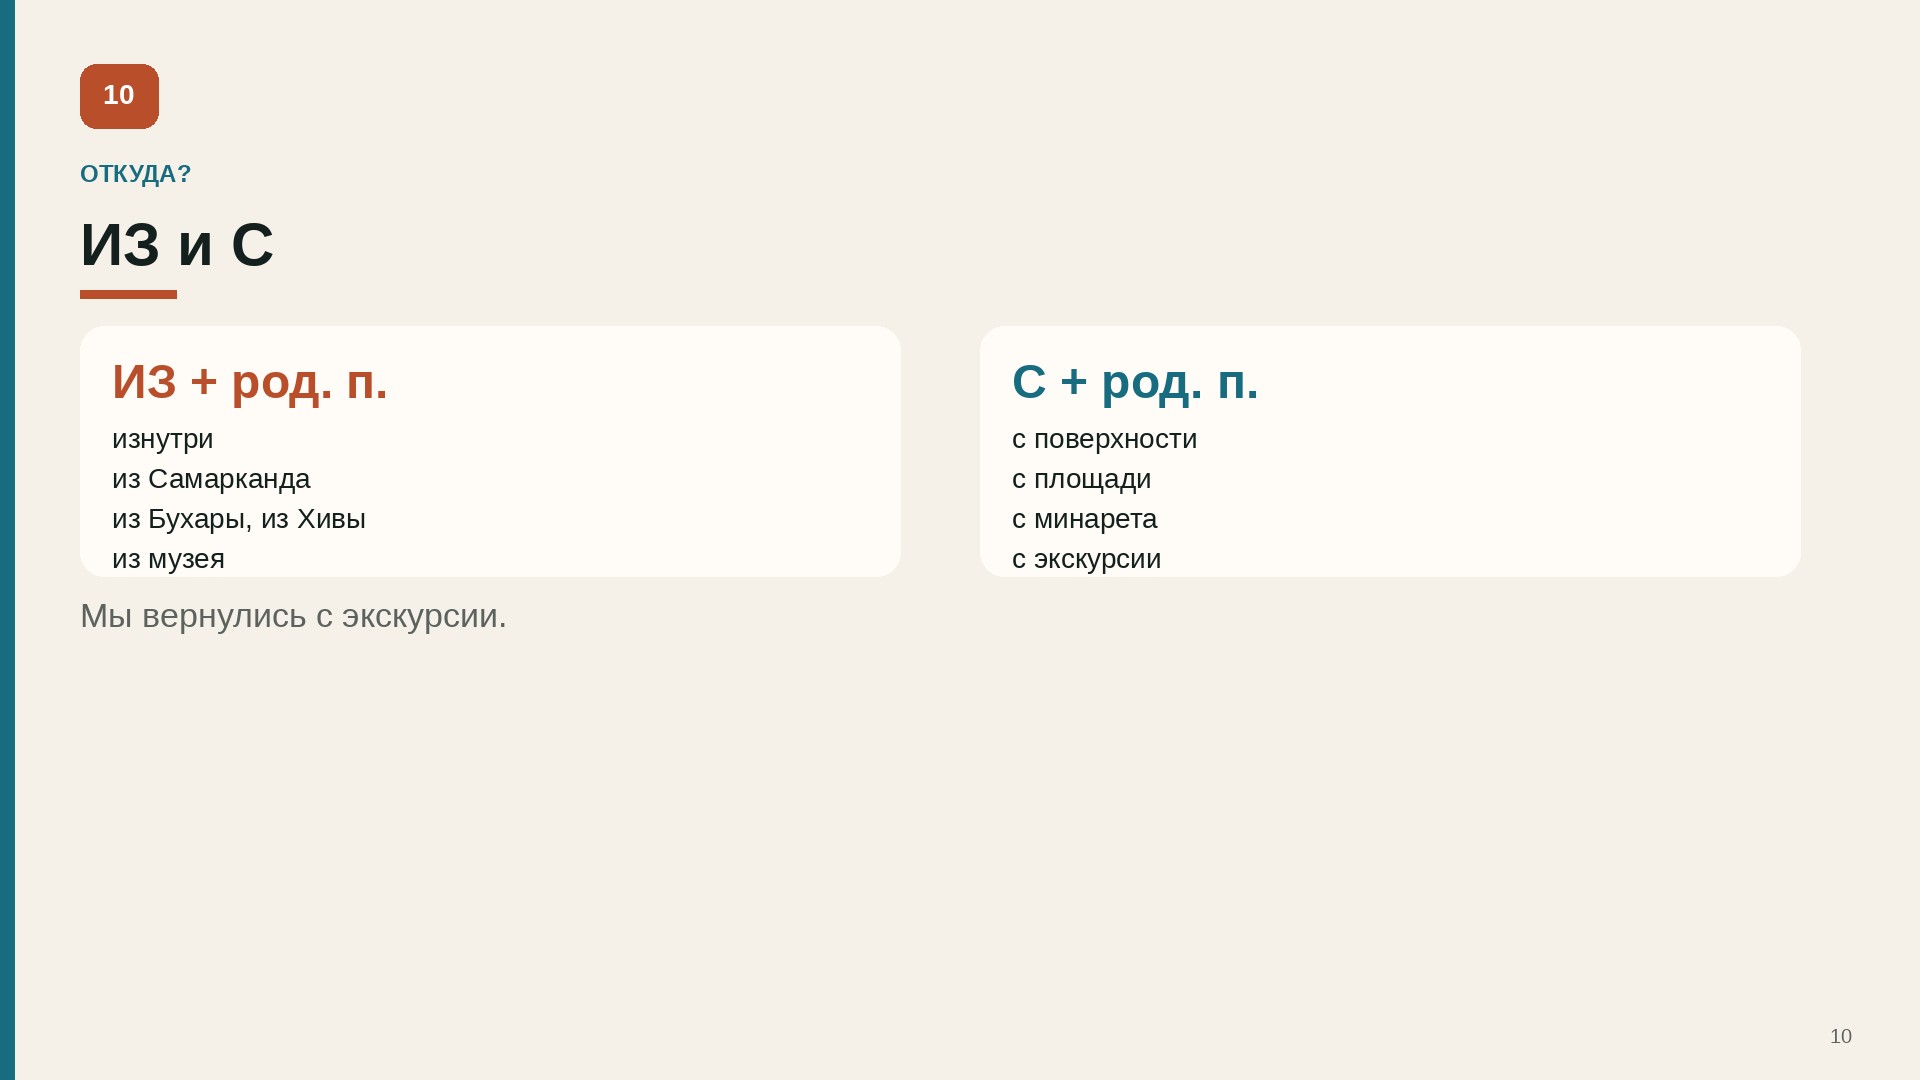 10
ОТКУДА?
ИЗ и С
ИЗ + род. п.
изнутри
из Самарканда
из Бухары, из Хивы
из музея
С + род. п.
с поверхности
с площади
с минарета
с экскурсии
Мы вернулись с экскурсии.
10